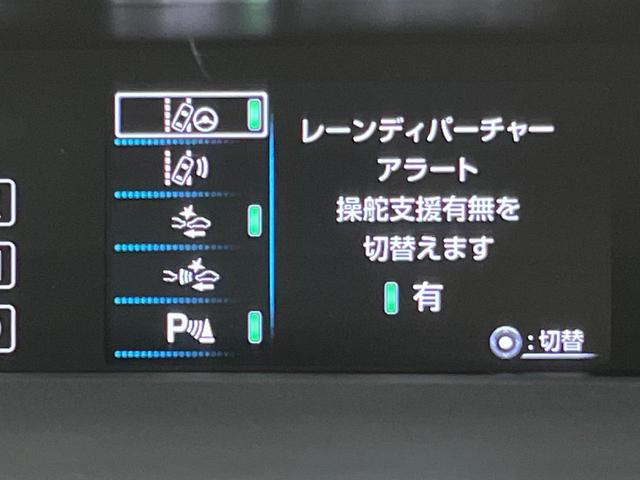 レーンディパーチャー
アラート
操舵支援有無を
切替えます
有
:切替
P